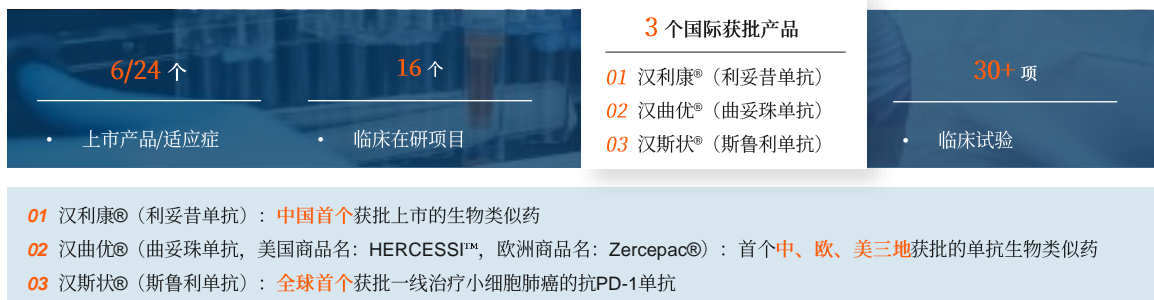 6/24 个
• 上市产品/适应症
16 个
• 临床在研项目
3 个国际获批产品
01 汉利康®（利妥昔单抗）
02 汉曲优®（曲妥珠单抗）
03 汉斯状®（斯鲁利单抗）
30+ 项
• 临床试验
01 汉利康®（利妥昔单抗）：中国首个获批上市的生物类似药
02 汉曲优®（曲妥珠单抗，美国商品名：HERCESSI™，欧洲商品名：Zercepac®）：首个中、欧、美三地获批的单抗生物类似药
03 汉斯状®（斯鲁利单抗）：全球首个获批一线治疗小细胞肺癌的抗PD-1单抗